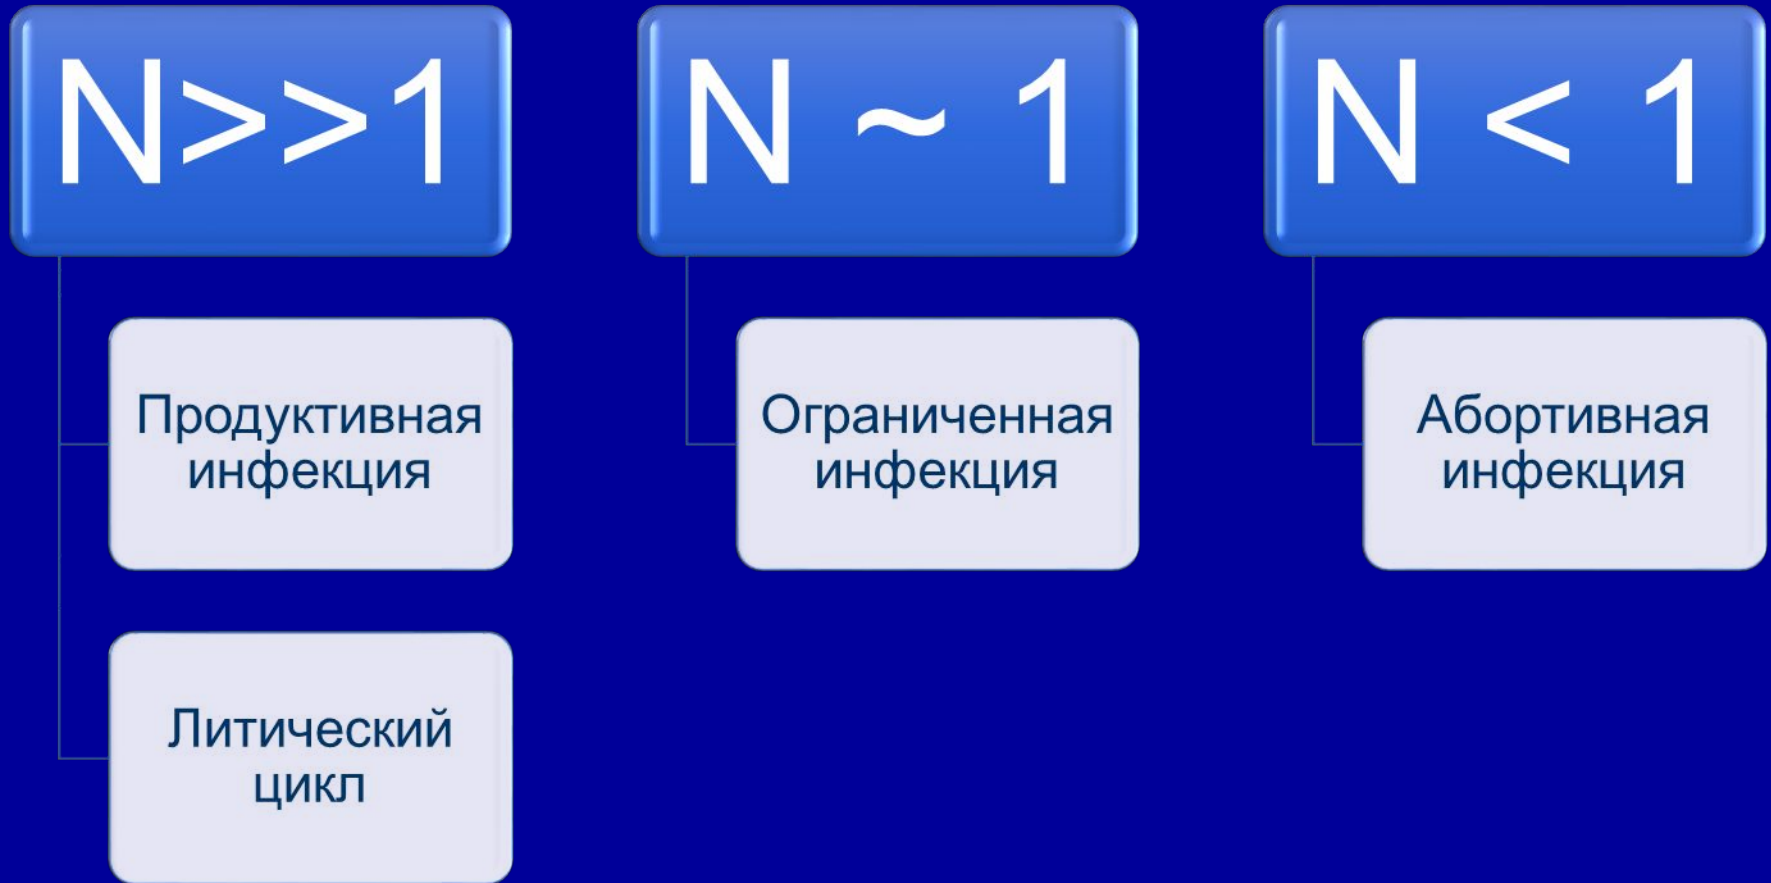 N>>1
Продуктивная
инфекция
Литический
цикл
N ~ 1
Ограниченная
инфекция
N < 1
Абортивная
инфекция